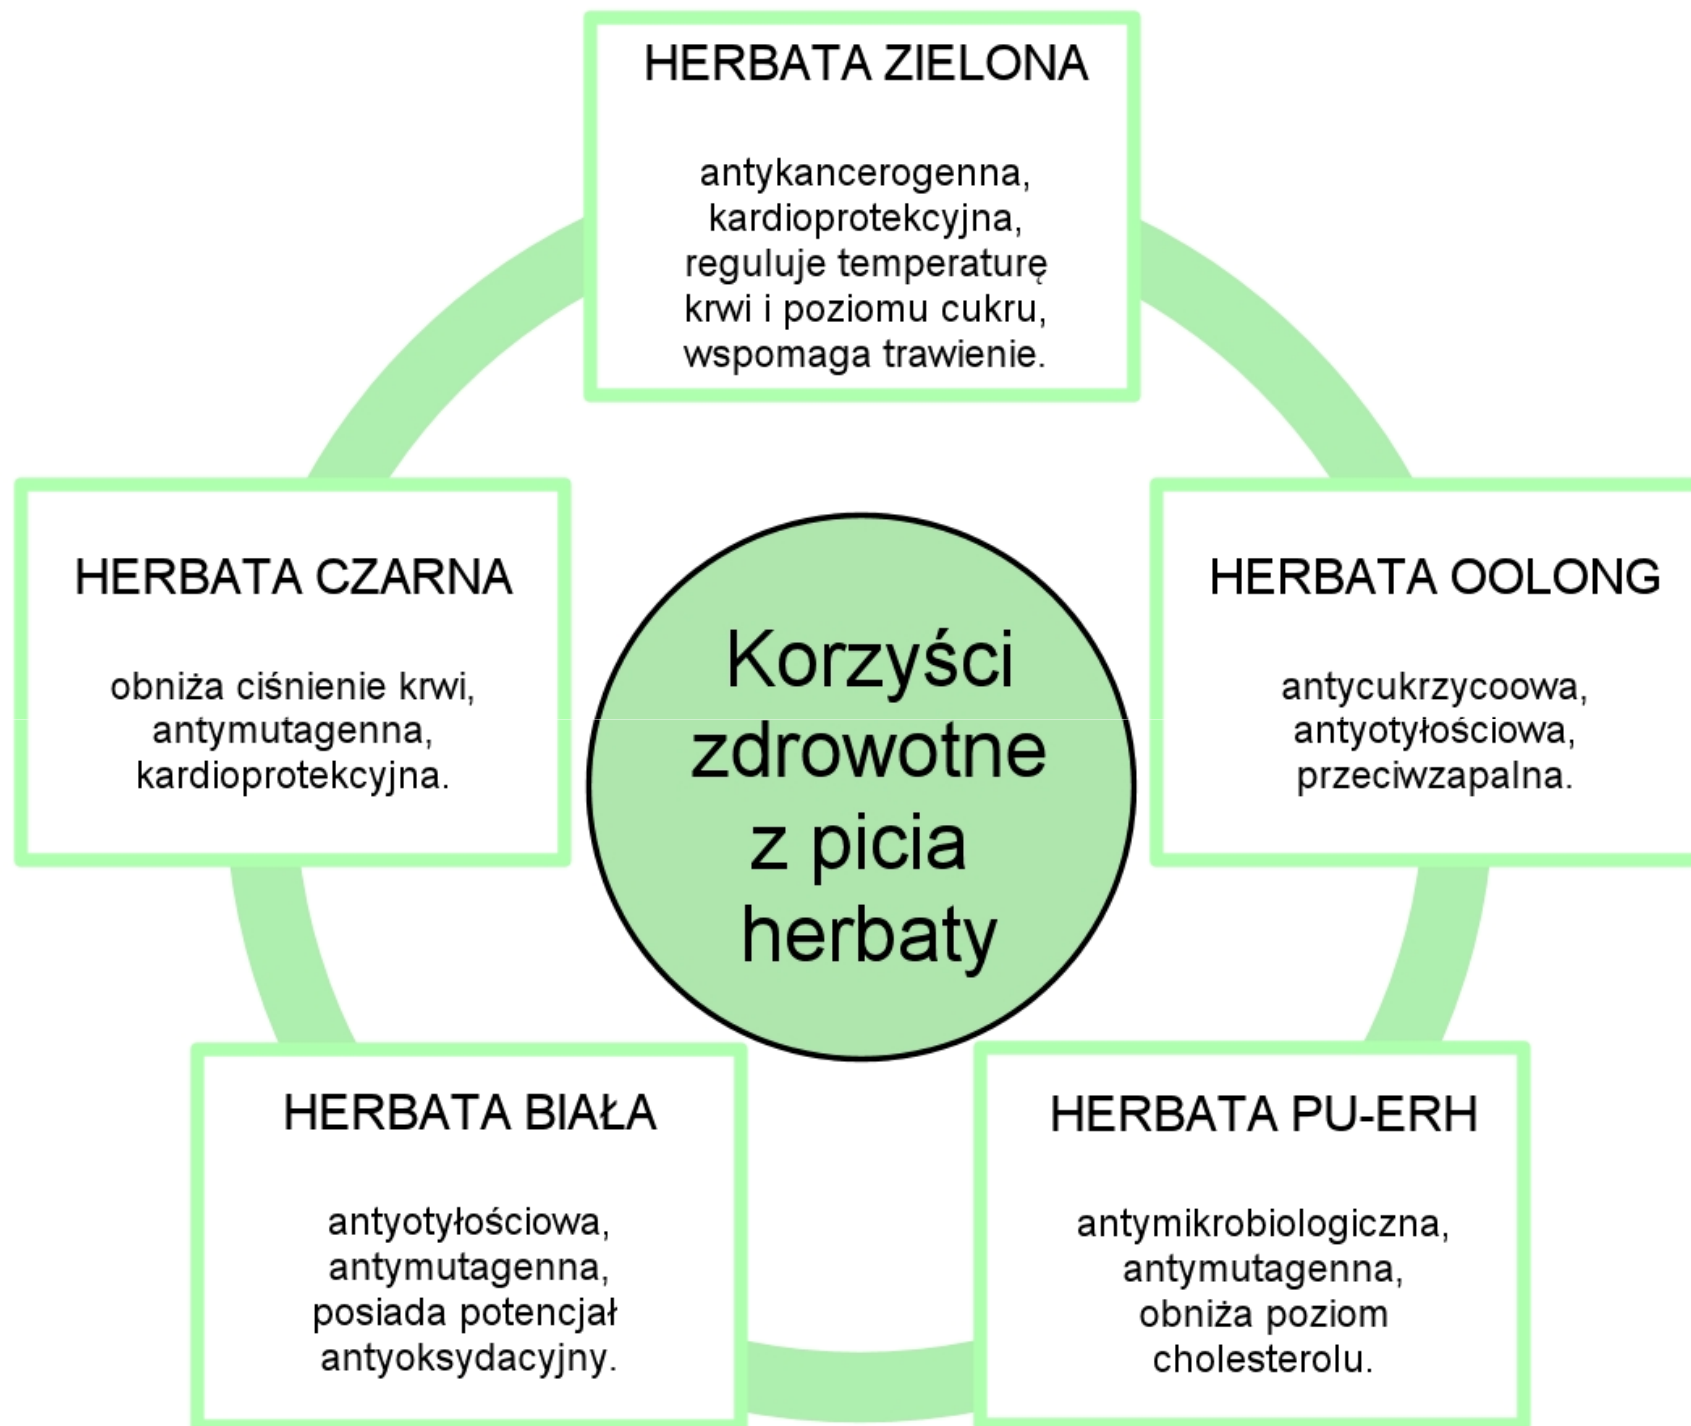 HERBATA ZIELONA
antykancerogenna,
kardioprotekcyjna,
reguluje temperaturę
krwi i poziomu cukru,
wspomaga trawienie.
HERBATA CZARNA
obniża ciśnienie krwi,
antymutagenna,
kardioprotekcyjna.
Korzyści
zdrowotne
z picia
herbaty
HERBATA OOLONG
antycukrzycoowa,
antyotyłościowa,
przeciwzapalna.
HERBATA BIAŁA
antyotyłościowa,
antymutagenna,
posiada potencjał
antyoksydacyjny.
HERBATA PU-ERH
antymikrobiologiczna,
antymutagenna,
obniża poziom
cholesterolu.